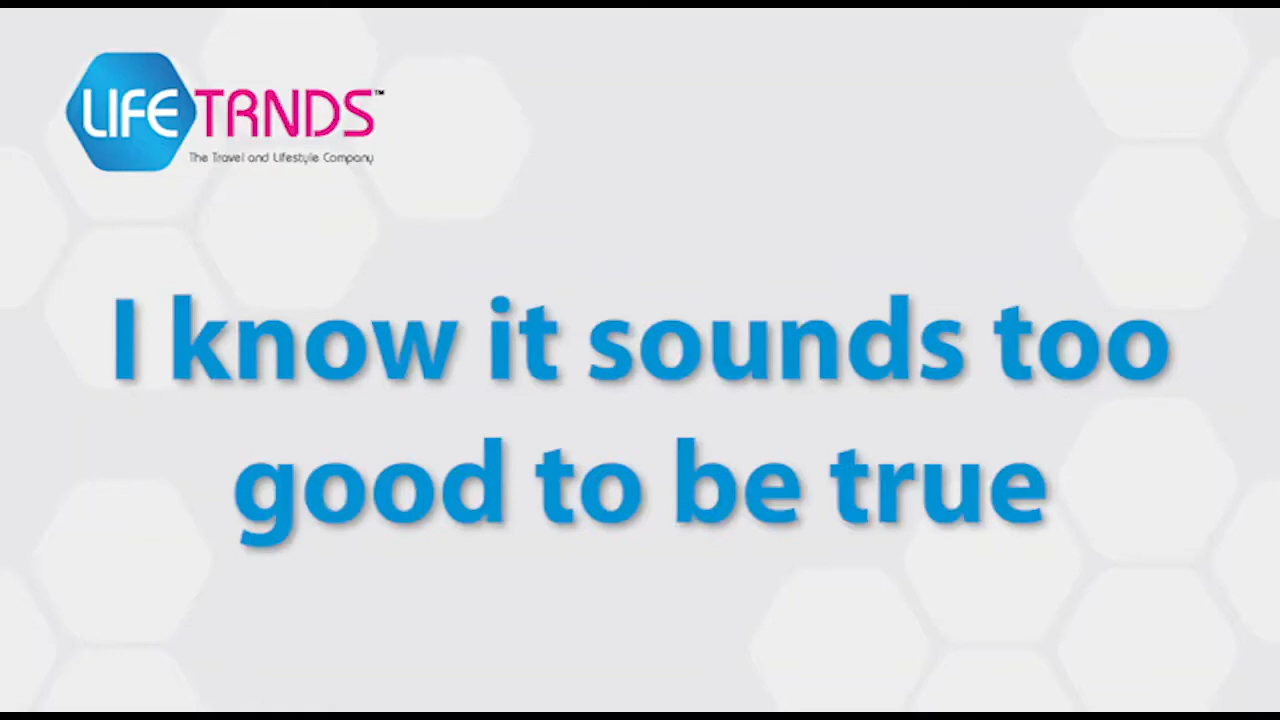 LIFETRNDS™
The Travel and Lifestyle Company
I know it sounds too
good to be true